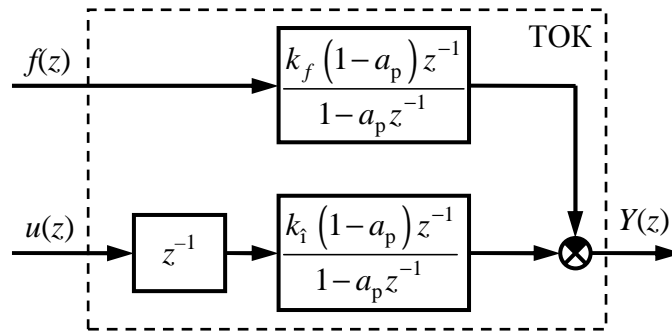 ТОК
f(z)
k_f (1−a_p) z^{−1}
1−a_p z^{−1}
u(z)
z^{−1}
k_î (1−a_p) z^{−1}
1−a_p z^{−1}
Y(z)